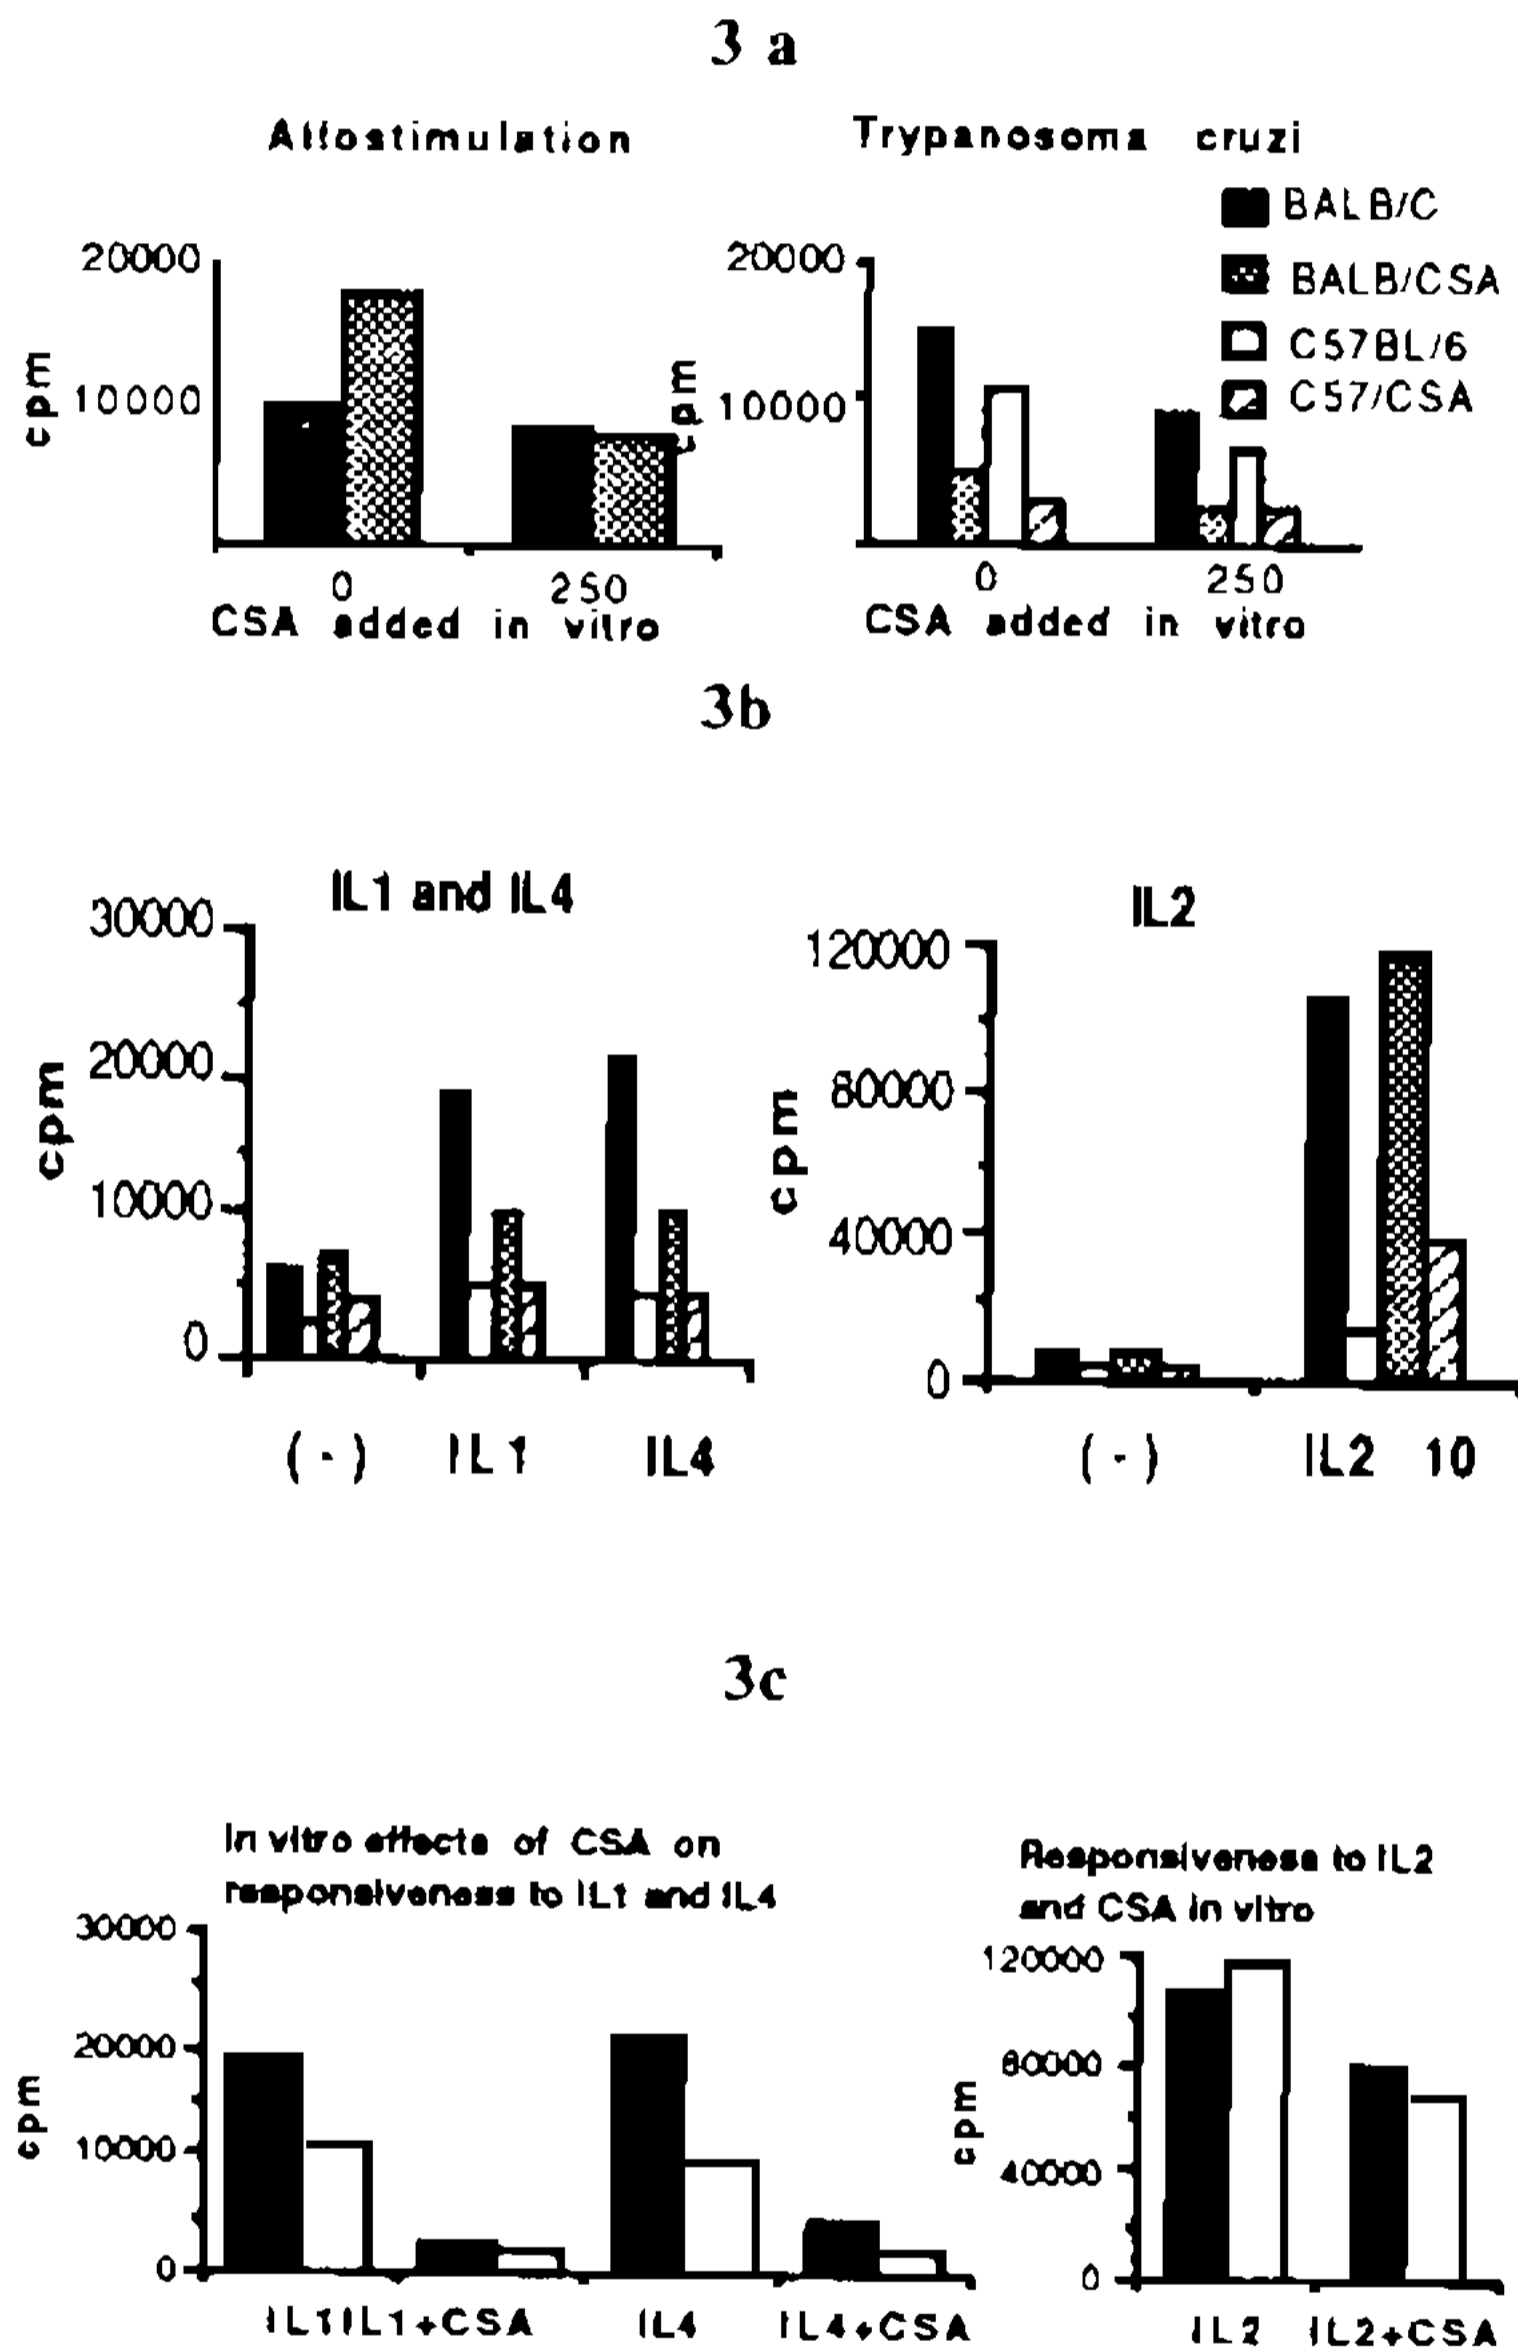 3 a
Allostimulation
Trypanosoma cruzi
BALB/C
BALB/CSA
C57BL/6
C57/CSA
20000
10000
cpm
0
250
CSA added in vitro
20000
10000
cpm
0
250
CSA added in vitro
3b
IL1 and IL4
30000
20000
10000
0
cpm
(-)
IL1
IL4
IL2
120000
80000
40000
0
cpm
(-)
IL2 10
3c
In vitro effects of CSA on
responsiveness to IL1 and IL4
30000
20000
10000
0
cpm
IL1 IL1+CSA
IL4
IL4+CSA
Responsiveness to IL2
and CSA in vitro
120000
80000
40000
0
cpm
IL2
IL2+CSA